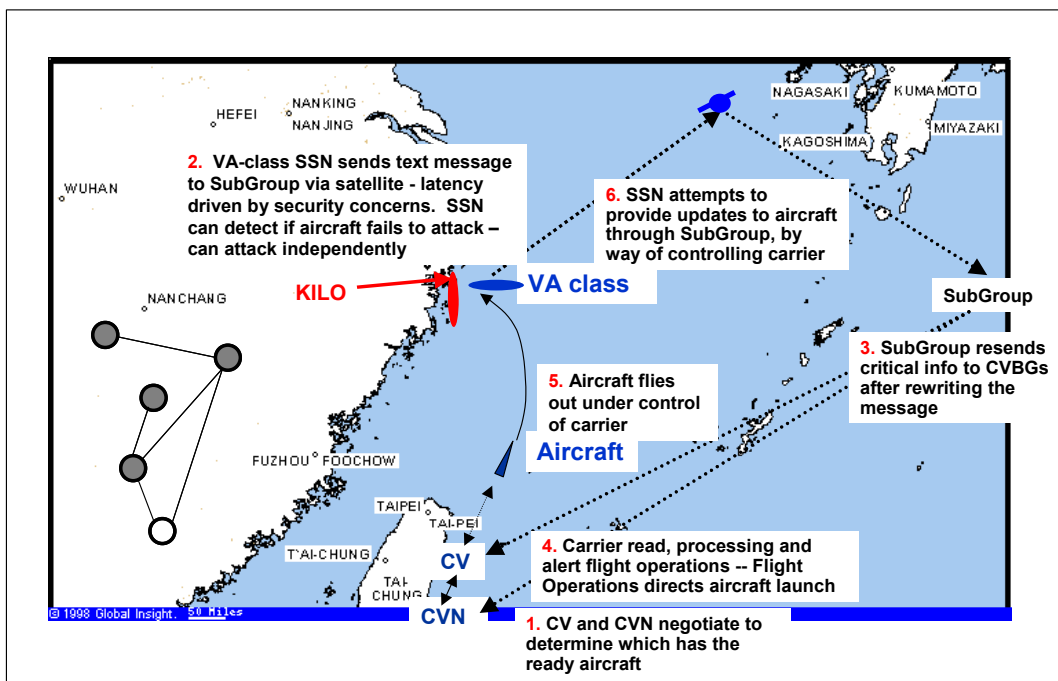 NAGASAKI
KUMAMOTO
NANKING
NANJING
HEFEI
MIYAZAKI
KAGOSHIMA
WUHAN
2. VA-class SSN sends text message
to SubGroup via satellite - latency
driven by security concerns. SSN
can detect if aircraft fails to attack –
can attack independently
6. SSN attempts to
provide updates to aircraft
through SubGroup, by
way of controlling carrier
KILO
VA class
SubGroup
NANCHANG
3. SubGroup resends
critical info to CVBGs
after rewriting the
message
5. Aircraft flies
out under control
of carrier
Aircraft
FUZHOU
FOOCHOW
TAIPEI
TAI-PEI
CV
T'AI-CHUNG
TAI-
CHUNG
4. Carrier read, processing and
alert flight operations -- Flight
Operations directs aircraft launch
© 1998 Global Insight.
50 Miles
CVN
1. CV and CVN negotiate to
determine which has the
ready aircraft